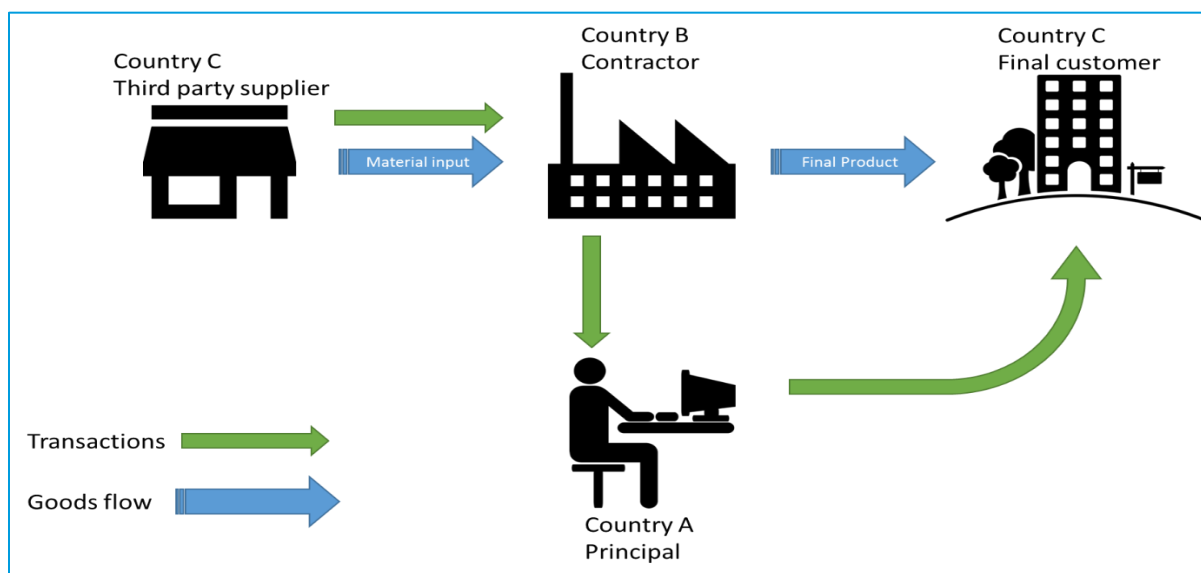 Country C
Third party supplier
Country B
Contractor
Country C
Final customer
Material input
Final Product
Transactions
Goods flow
Country A
Principal